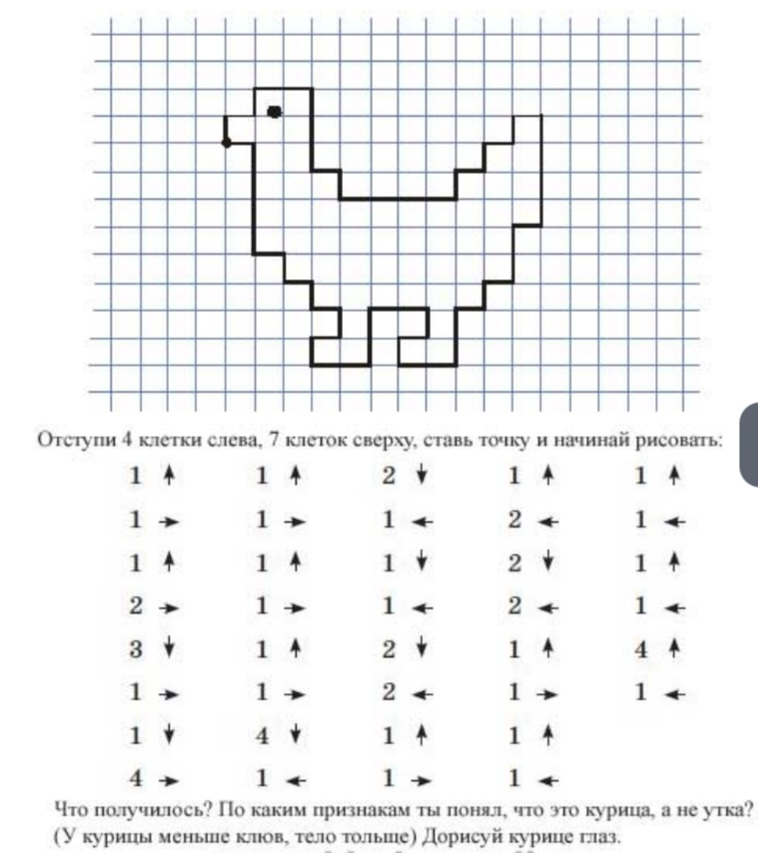 Отступи 4 клетки слева, 7 клеток сверху, ставь точку и начинай рисовать:
1 ↑ 1 ↑ 2 ↓ 1 ↑ 1 ↑
1 → 1 → 1 ← 2 ← 1 ←
1 ↑ 1 ↑ 1 ↓ 2 ↓ 1 ↑
2 → 1 → 1 ← 2 ← 1 ←
3 ↓ 1 ↑ 2 ↓ 1 ↑ 4 ↑
1 → 1 → 2 ← 1 → 1 ←
1 ↓ 4 ↓ 1 ↑ 1 ↑
4 → 1 ← 1 → 1 ←
Что получилось? По каким признакам ты понял, что это курица, а не утка?
(У курицы меньше клюв, тело тольще) Дорисуй курице глаз.